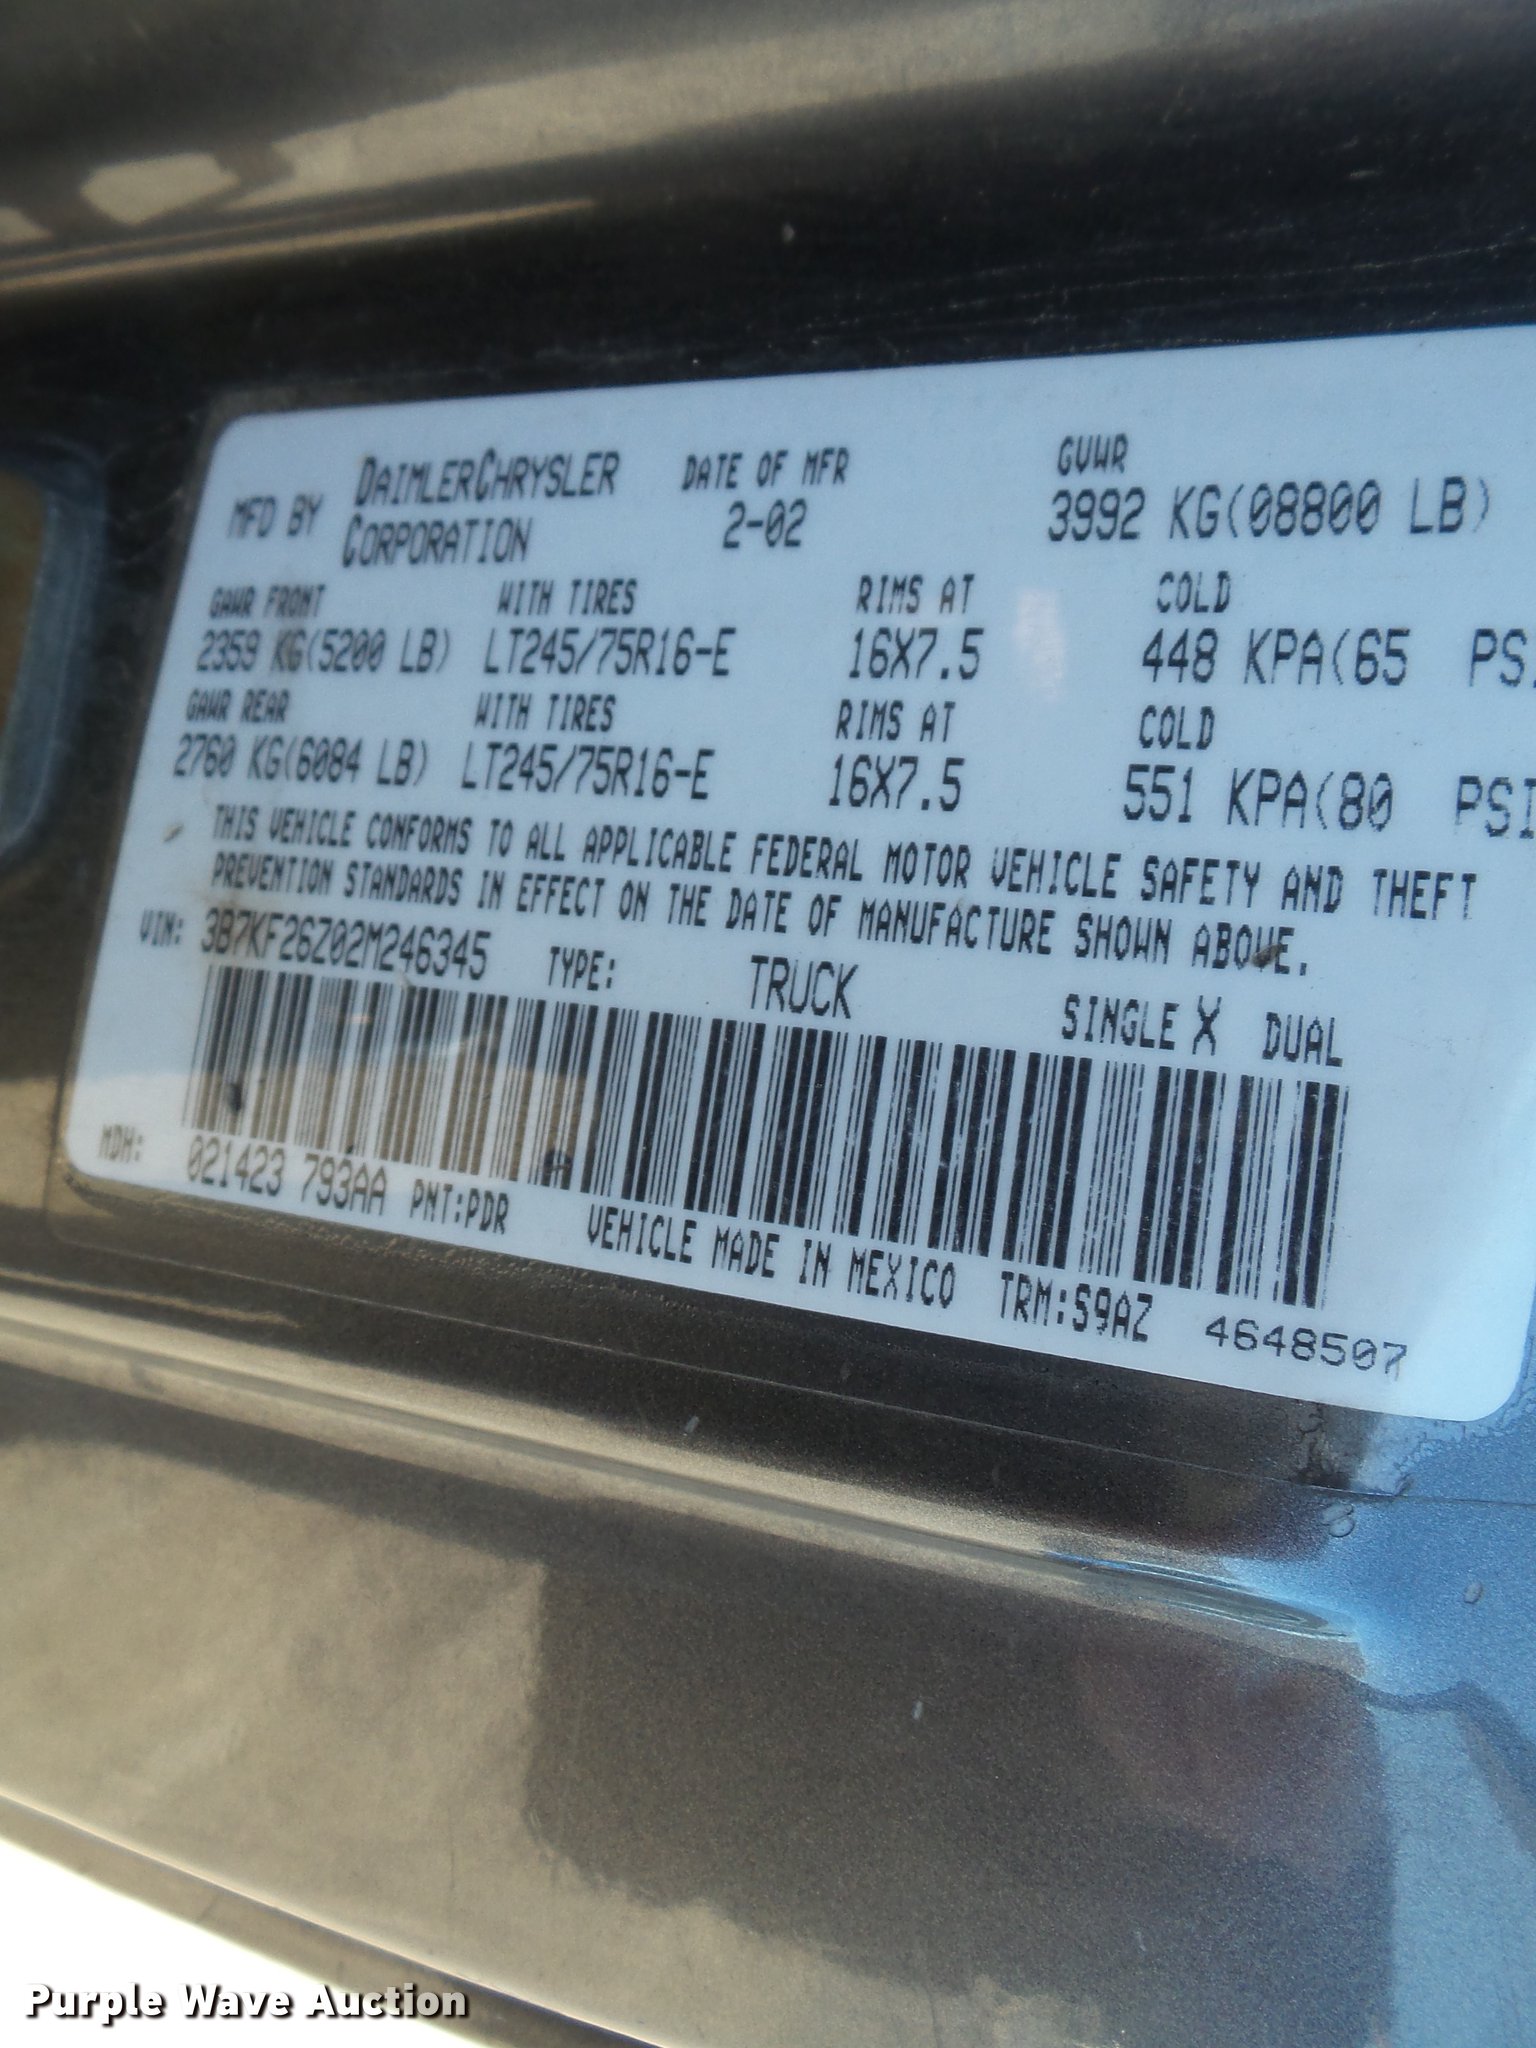 MFD BY DAIMLERCHRYSLER CORPORATION DATE OF MFR 2-02 GVWR 3992 KG(08800 LB)
GAWR FRONT WITH TIRES RIMS AT COLD
2359 KG(5200 LB) LT245/75R16-E 16X7.5 448 KPA(65 PSI
GAWR REAR WITH TIRES RIMS AT COLD
2760 KG(6084 LB) LT245/75R16-E 16X7.5 551 KPA(80 PSI
THIS VEHICLE CONFORMS TO ALL APPLICABLE FEDERAL MOTOR VEHICLE SAFETY AND THEFT
PREVENTION STANDARDS IN EFFECT ON THE DATE OF MANUFACTURE SHOWN ABOVE.
VIN: 3B7KF26Z02M246345 TYPE: TRUCK SINGLE X DUAL
MDH: 021423 793AA PNT:PDR VEHICLE MADE IN MEXICO TRM:S9AZ 4648507
Purple Wave Auction